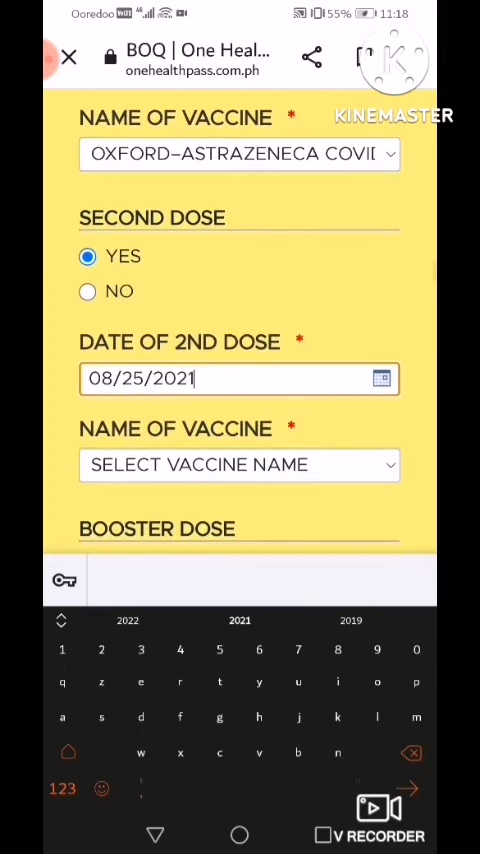 Ooredoo 55% 11:18
BOQ | One Heal...
onehealthpass.com.ph
K
KINEMASTER
NAME OF VACCINE *
OXFORD–ASTRAZENECA COVI
SECOND DOSE
YES
NO
DATE OF 2ND DOSE *
08/25/2021
NAME OF VACCINE *
SELECT VACCINE NAME
BOOSTER DOSE
2022 2021 2019
1 2 3 4 5 6 7 8 9 0
q z e r t y u i o p
a s d f g h j k l m
w x c v b n
123
V RECORDER